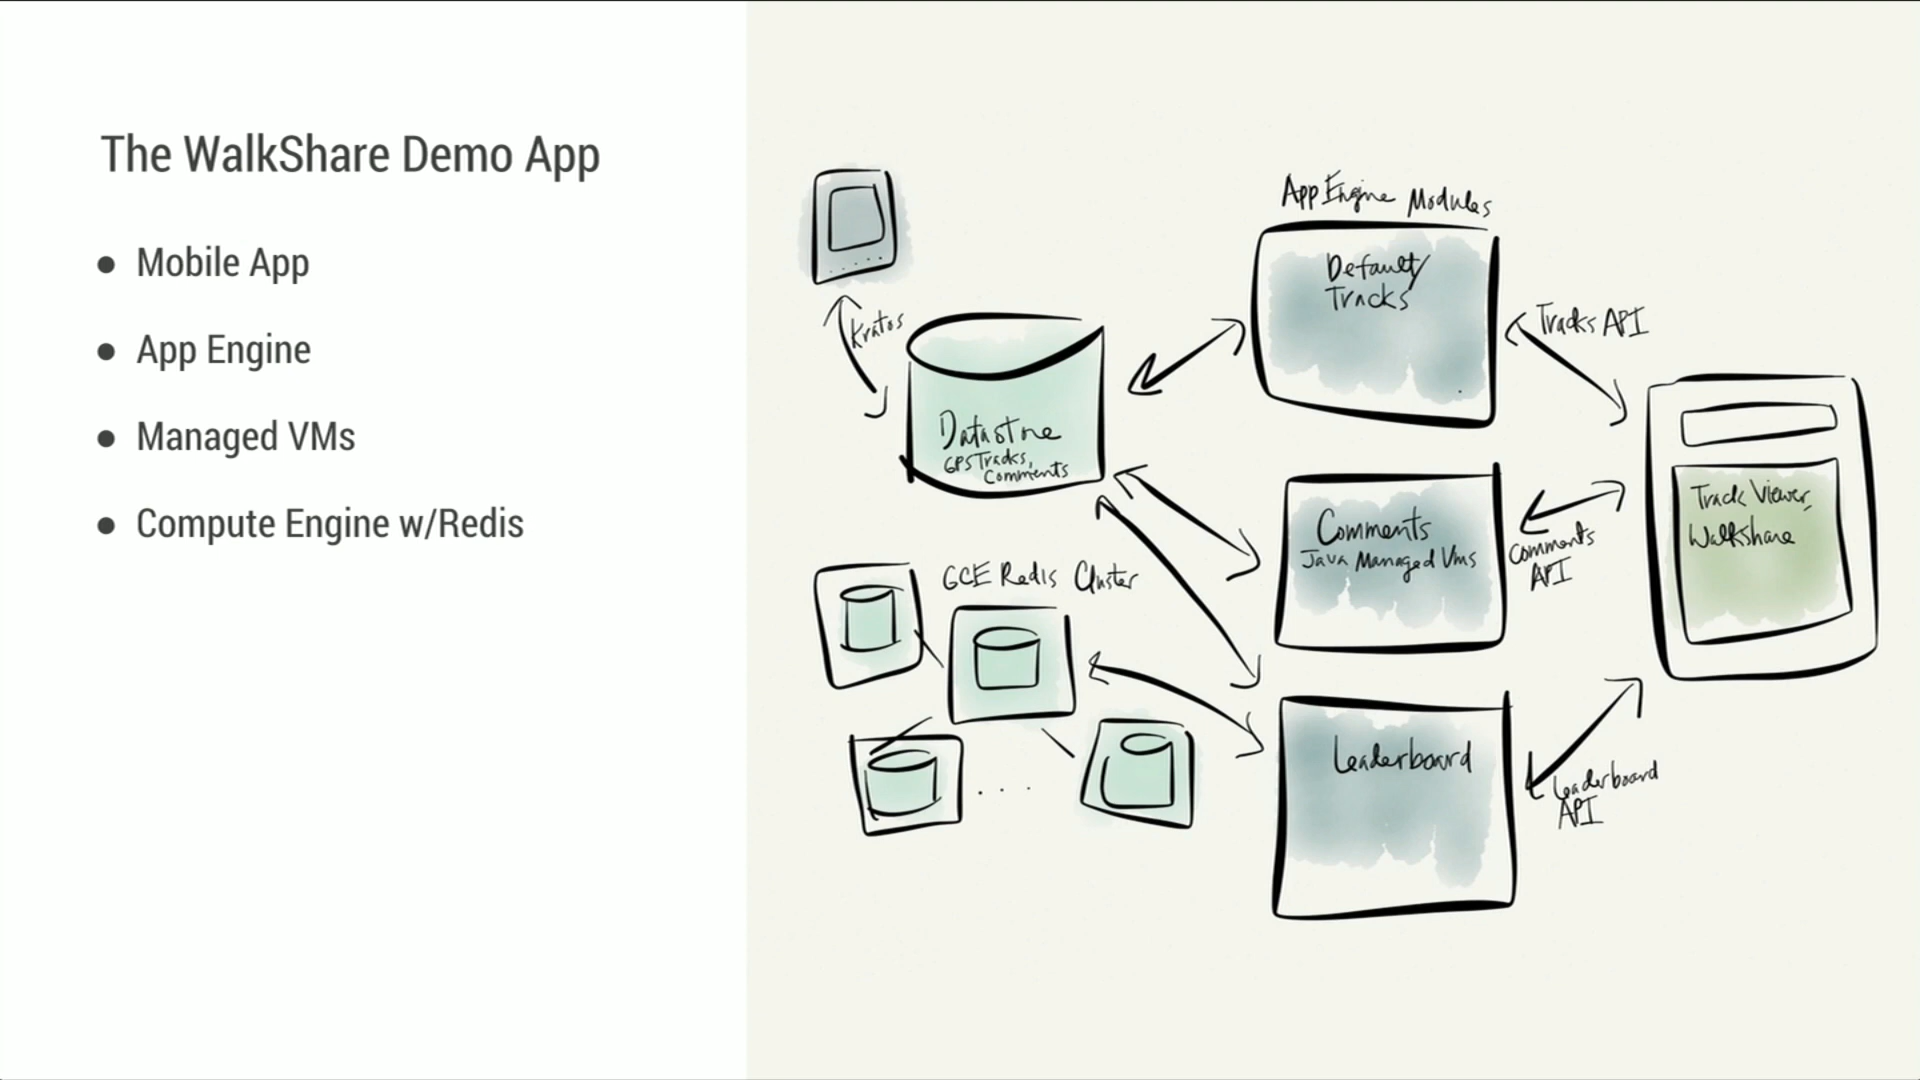 The WalkShare Demo App
● Mobile App
● App Engine
● Managed VMs
● Compute Engine w/Redis
Kratos
Datastore
GPSTracks,
Comments
GCE Redis Cluster
App Engine Modules
Default/
Tracks
Comments
Java Managed Vms
Leaderboard
Tracks API
Comments
API
Leaderboard
API
Track Viewer,
Walkshare